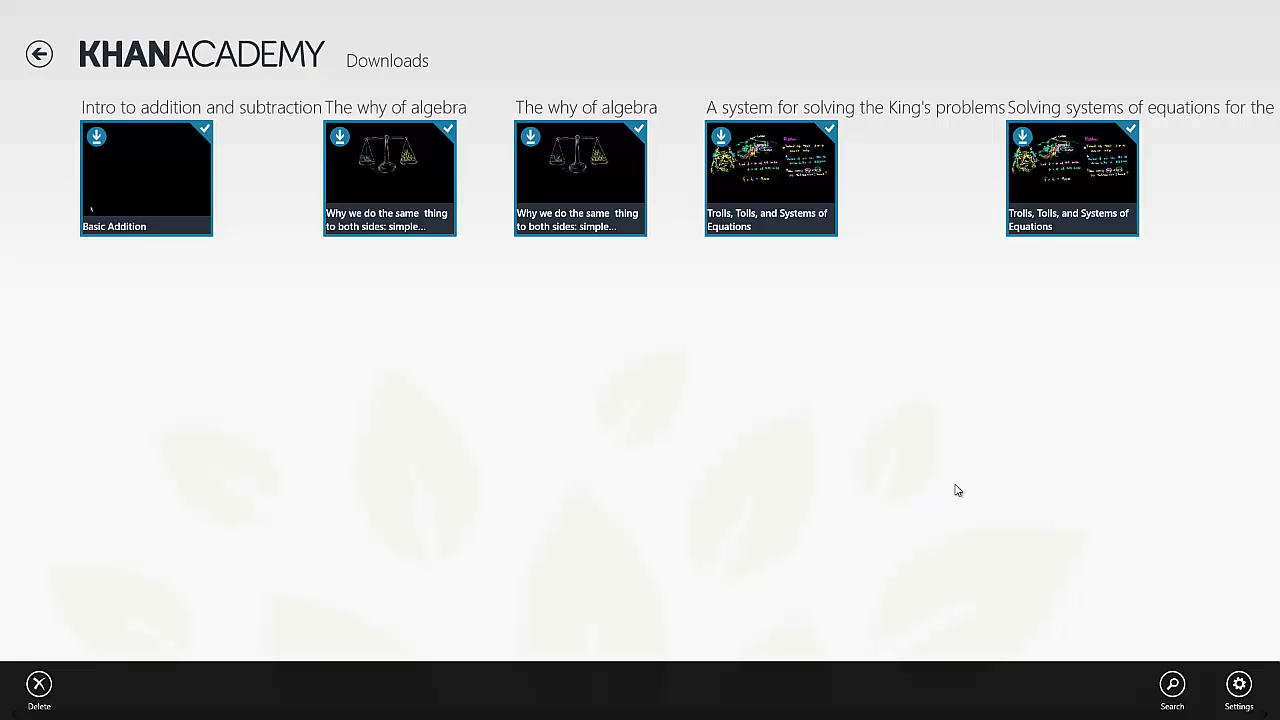 KHANACADEMY Downloads
Intro to addition and subtraction
Basic Addition
The why of algebra
Why we do the same thing
to both sides: simple...
The why of algebra
Why we do the same thing
to both sides: simple...
A system for solving the King's problems
Trolls, Tolls, and Systems of
Equations
Solving systems of equations for the
Trolls, Tolls, and Systems of
Equations
Delete
Search
Settings